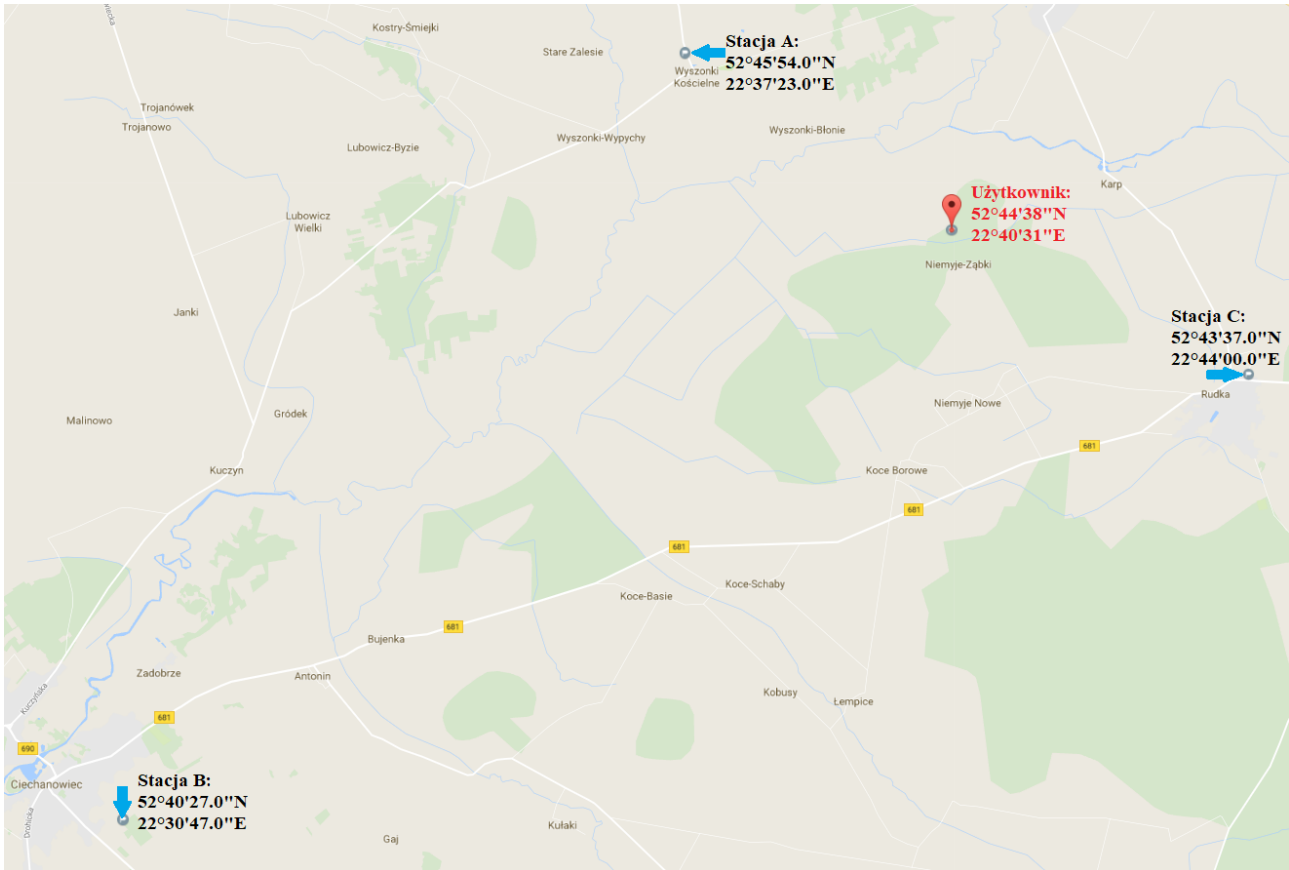 wiecka
Kostry-Śmiejki
Stare Zalesie
Stacja A:
52°45'54.0"N
22°37'23.0"E
Wyszonki
Kościelne
Trojanówek
Trojanowo
Lubowicz-Byzie
Wyszonki-Wypychy
Wyszonki-Błonie
Karp
Użytkownik:
52°44'38"N
22°40'31"E
Lubowicz
Wielki
Niemyje-Ząbki
Janki
Stacja C:
52°43'37.0"N
22°44'00.0"E
Rudka
Malinowo
Gródek
Niemyje Nowe
681
Kuczyn
Koce Borowe
681
681
Koce-Schaby
Koce-Basie
681
Bujenka
Zadobrze
Antonin
Kuczyńska
Kobusy
Łempice
681
690
Ciechanowiec
Stacja B:
52°40'27.0"N
22°30'47.0"E
Drohicka
Gaj
Kułaki